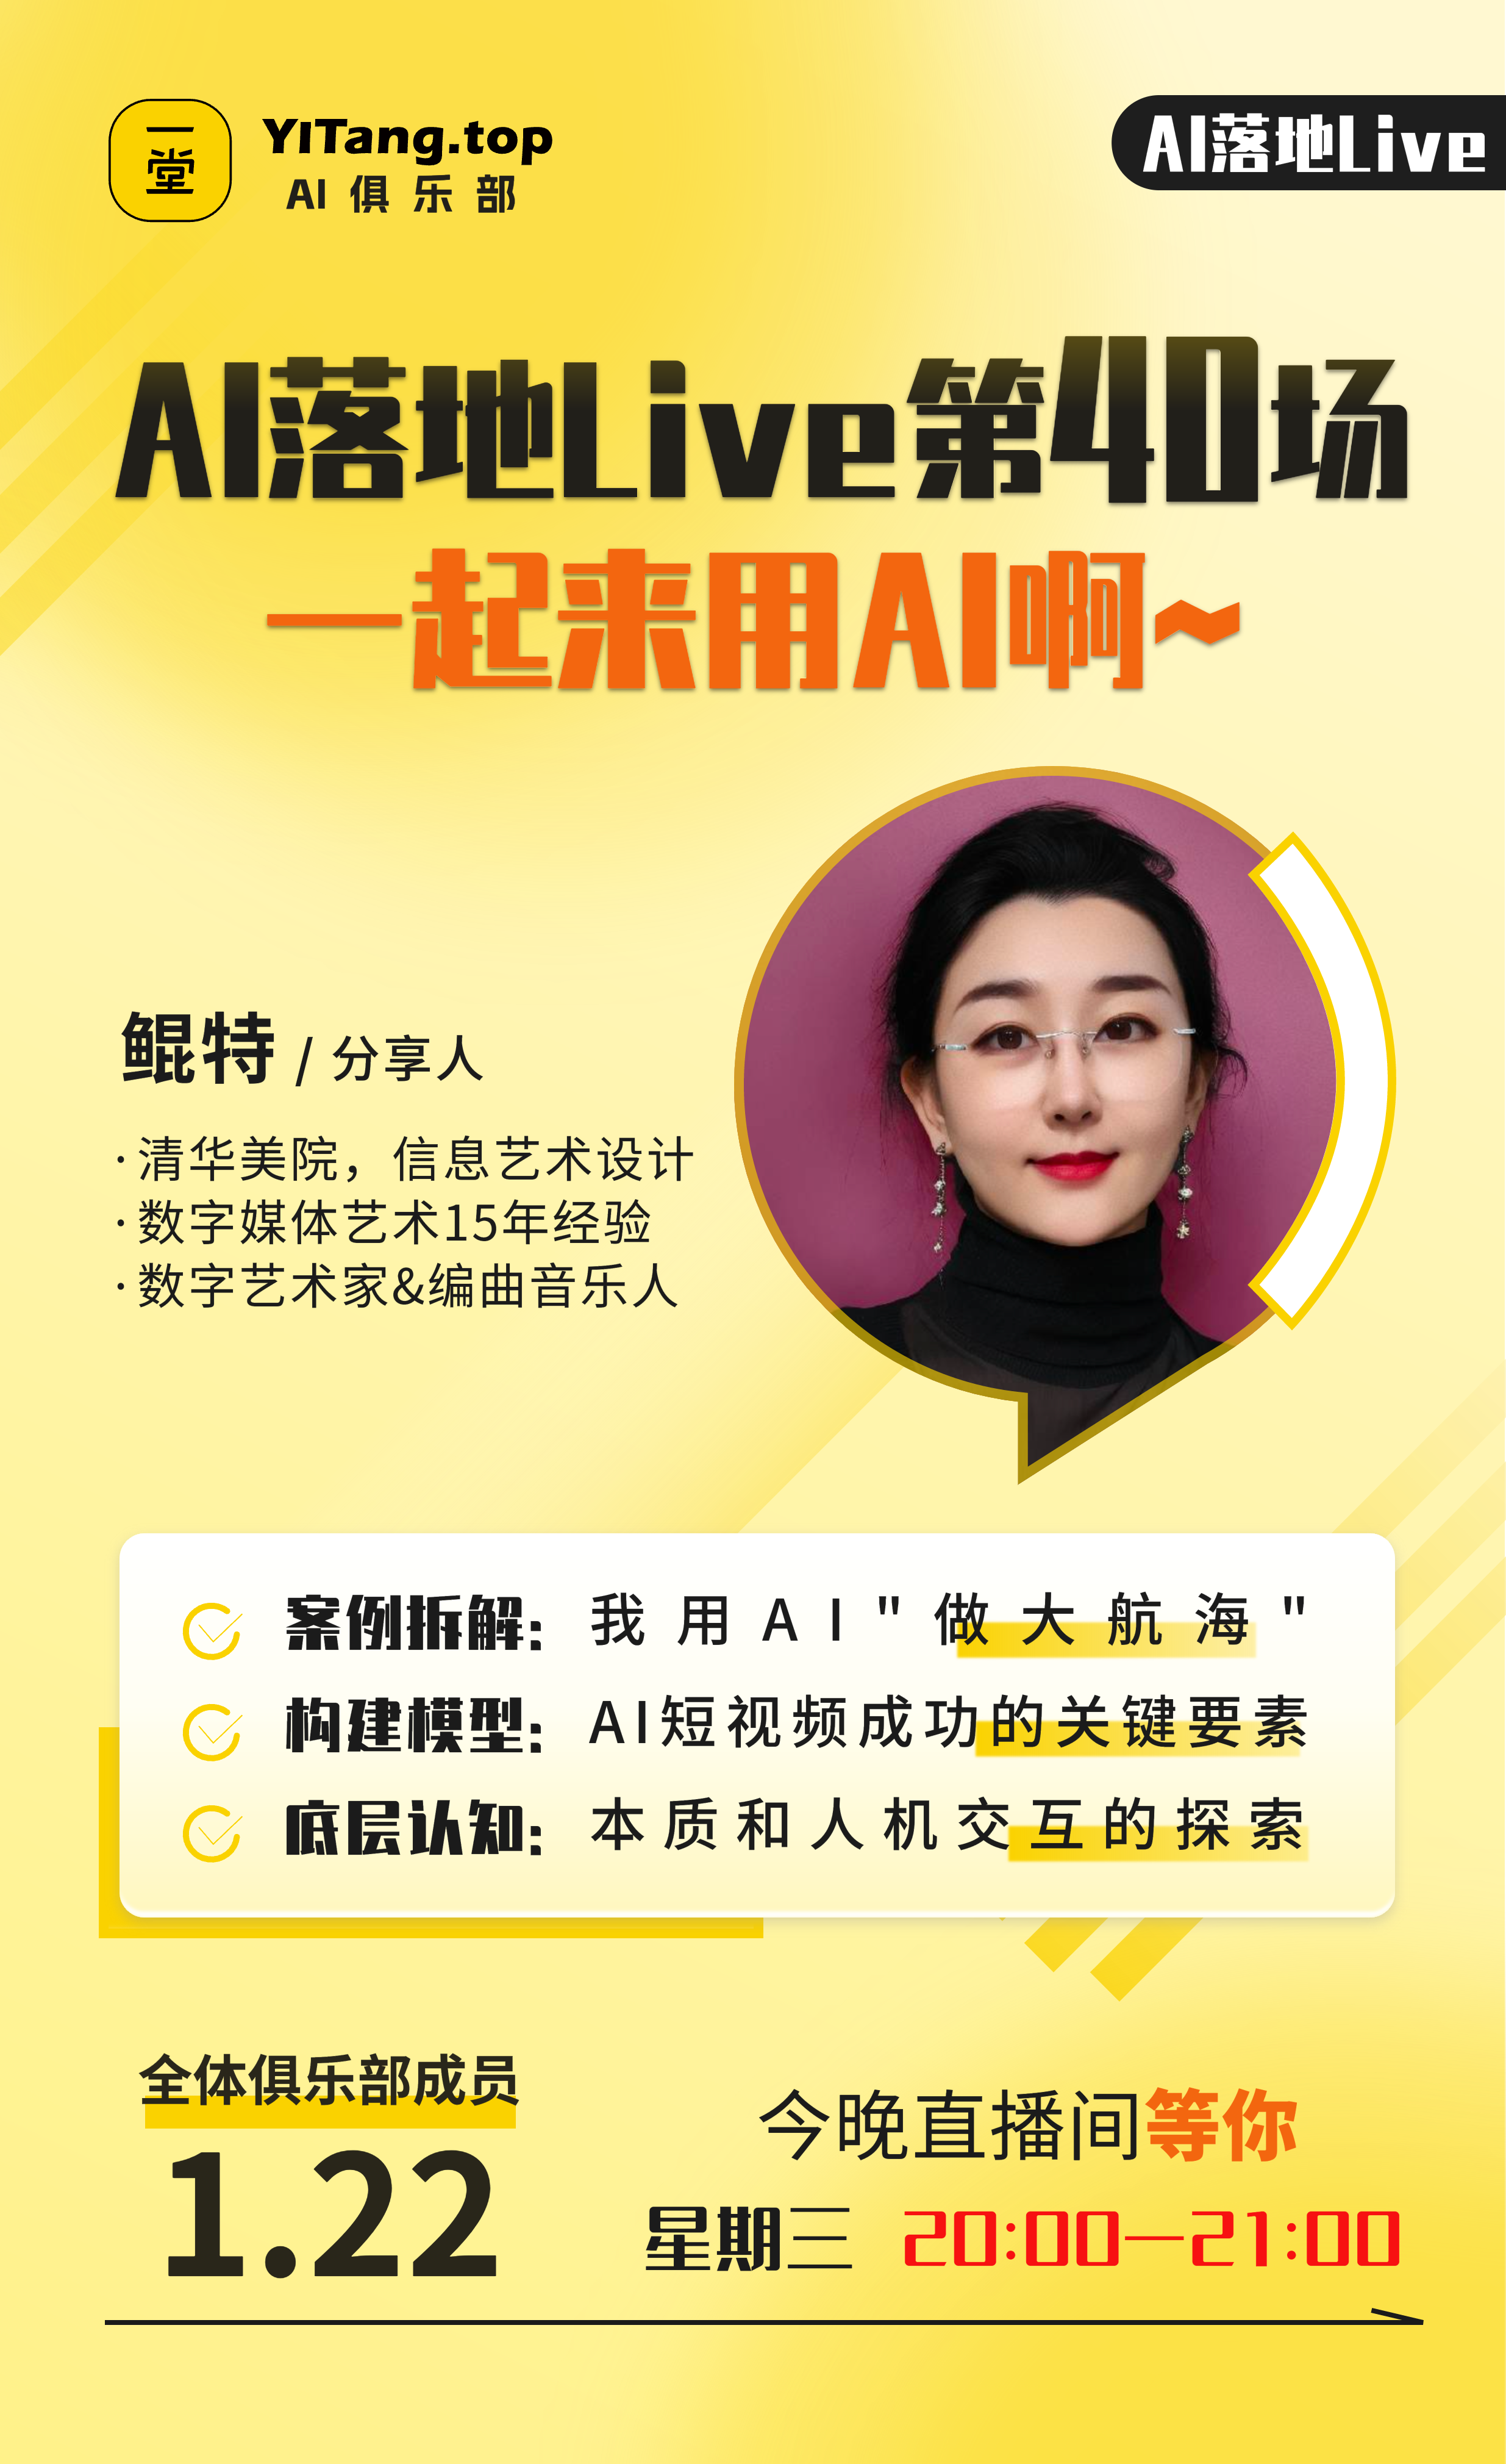 一堂
YITang.top
AI 俱 乐 部
AI落地Live
AI落地Live第40场
一起来用AI啊~
鲲特 / 分享人
· 清华美院，信息艺术设计
· 数字媒体艺术15年经验
· 数字艺术家&编曲音乐人
案例拆解: 我用AI"做大航海"
构建模型: AI短视频成功的关键要素
底层认知: 本质和人机交互的探索
全体俱乐部成员
1.22
今晚直播间等你
星期三 20:00—21:00